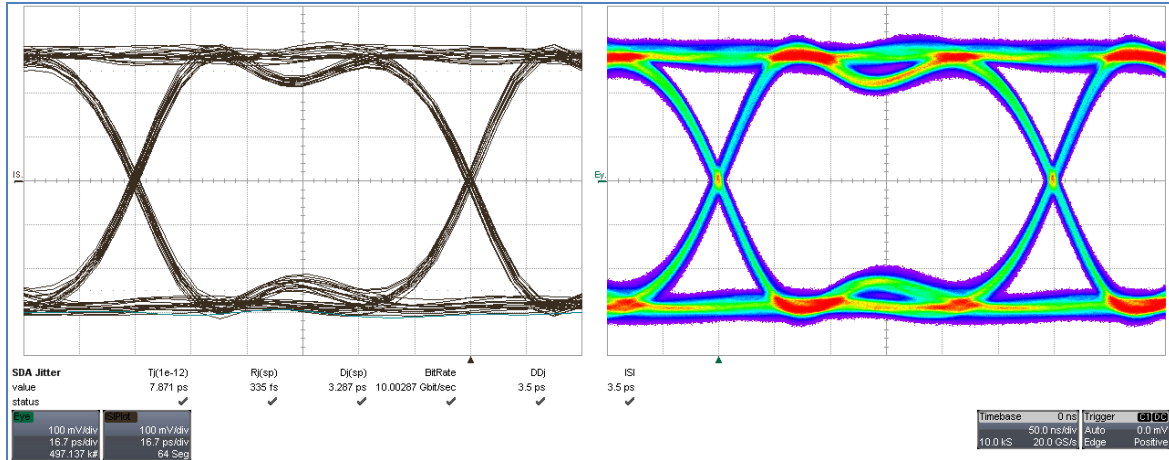 IS.
Ey.
SDA Jitter Tj(1e-12) Rj(sp) Dj(sp) BitRate DDj ISI
value 7.871 ps 335 fs 3.287 ps 10.00287 Gbit/sec 3.5 ps 3.5 ps
status
Eye
100 mV/div
16.7 ps/div
497.137 k#
ISIPlot
100 mV/div
16.7 ps/div
64 Seg
Timebase 0 ns
50.0 ns/div
10.0 kS 20.0 GS/s
Trigger C1 DC
Auto 0.0 mV
Edge Positive